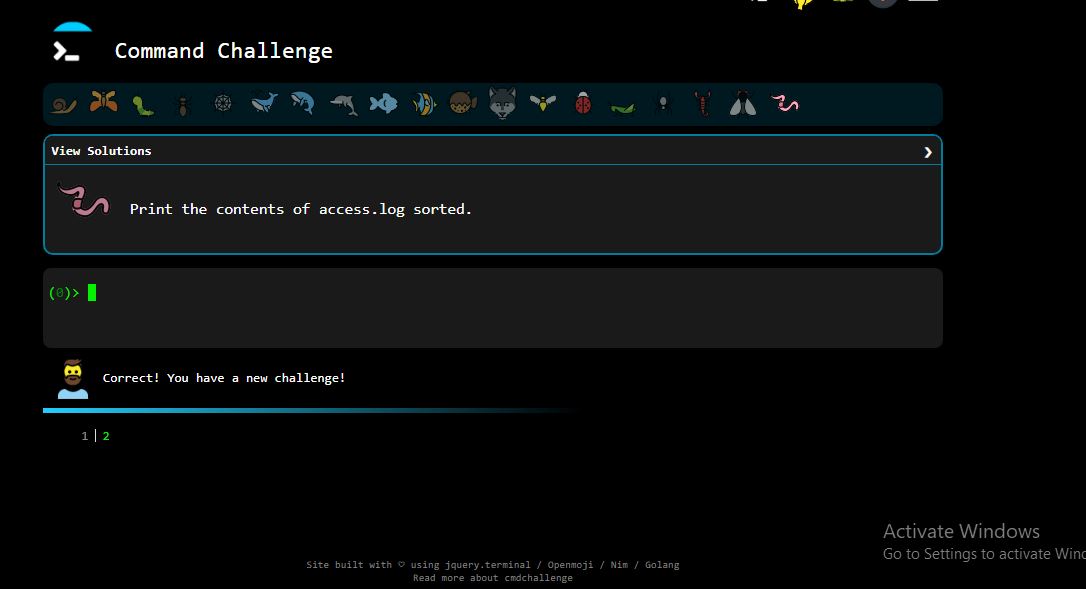 Command Challenge
View Solutions
Print the contents of access.log sorted.
(0)>
Correct! You have a new challenge!
1 | 2
Activate Windows
Go to Settings to activate Win
Site built with ♡ using jquery.terminal / Openmoji / Nim / Golang
Read more about cmdchallenge